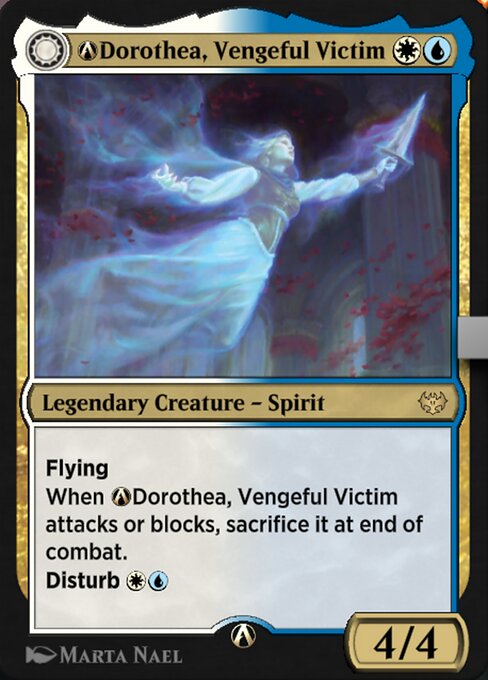 Dorothea, Vengeful Victim
Legendary Creature – Spirit
Flying
When Dorothea, Vengeful Victim
attacks or blocks, sacrifice it at end of
combat.
Disturb
4/4
MARTA NAEL